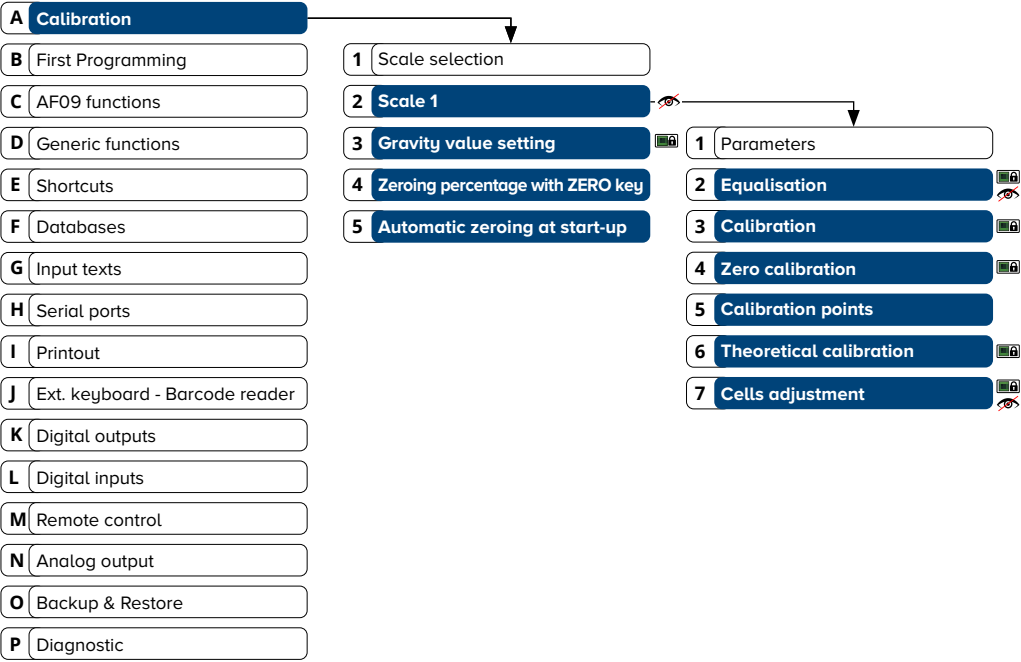 A Calibration
B First Programming
C AF09 functions
D Generic functions
E Shortcuts
F Databases
G Input texts
H Serial ports
I Printout
J Ext. keyboard - Barcode reader
K Digital outputs
L Digital inputs
M Remote control
N Analog output
O Backup & Restore
P Diagnostic
1 Scale selection
2 Scale 1
3 Gravity value setting
4 Zeroing percentage with ZERO key
5 Automatic zeroing at start-up
1 Parameters
2 Equalisation
3 Calibration
4 Zero calibration
5 Calibration points
6 Theoretical calibration
7 Cells adjustment